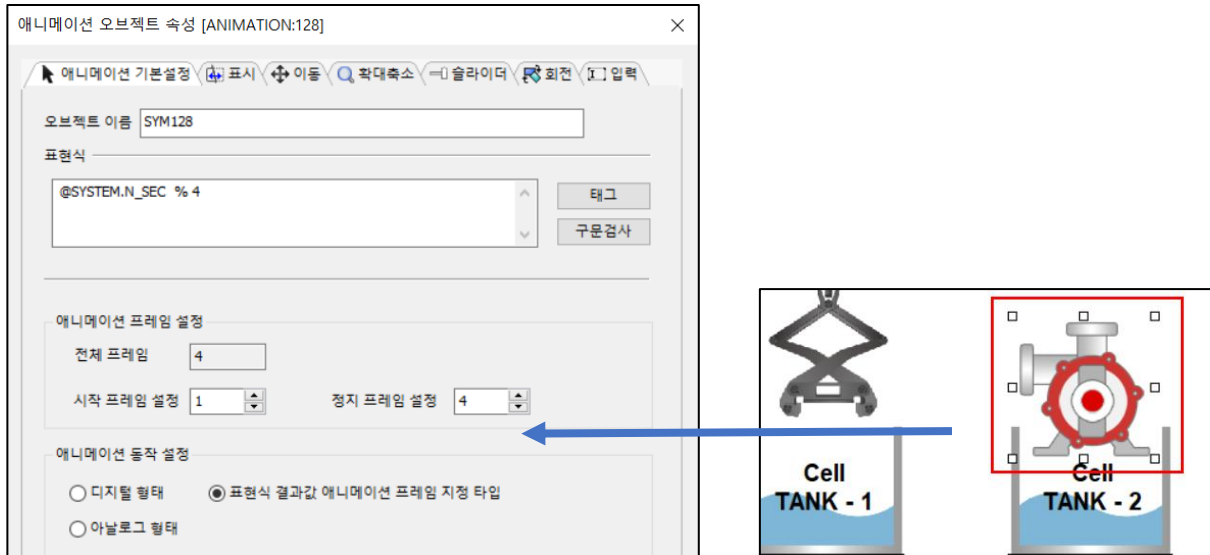 애니메이션 오브젝트 속성 [ANIMATION:128]
애니메이션 기본설정 표시 이동 확대축소 슬라이더 회전 입력
오브젝트 이름 SYM128
표현식
@SYSTEM.N_SEC % 4
태그
구문검사
애니메이션 프레임 설정
전체 프레임 4
시작 프레임 설정 1 정지 프레임 설정 4
애니메이션 동작 설정
디지털 형태 표현식 결과값 애니메이션 프레임 지정 타입
아날로그 형태
Cell
TANK - 1
Cell
TANK - 2